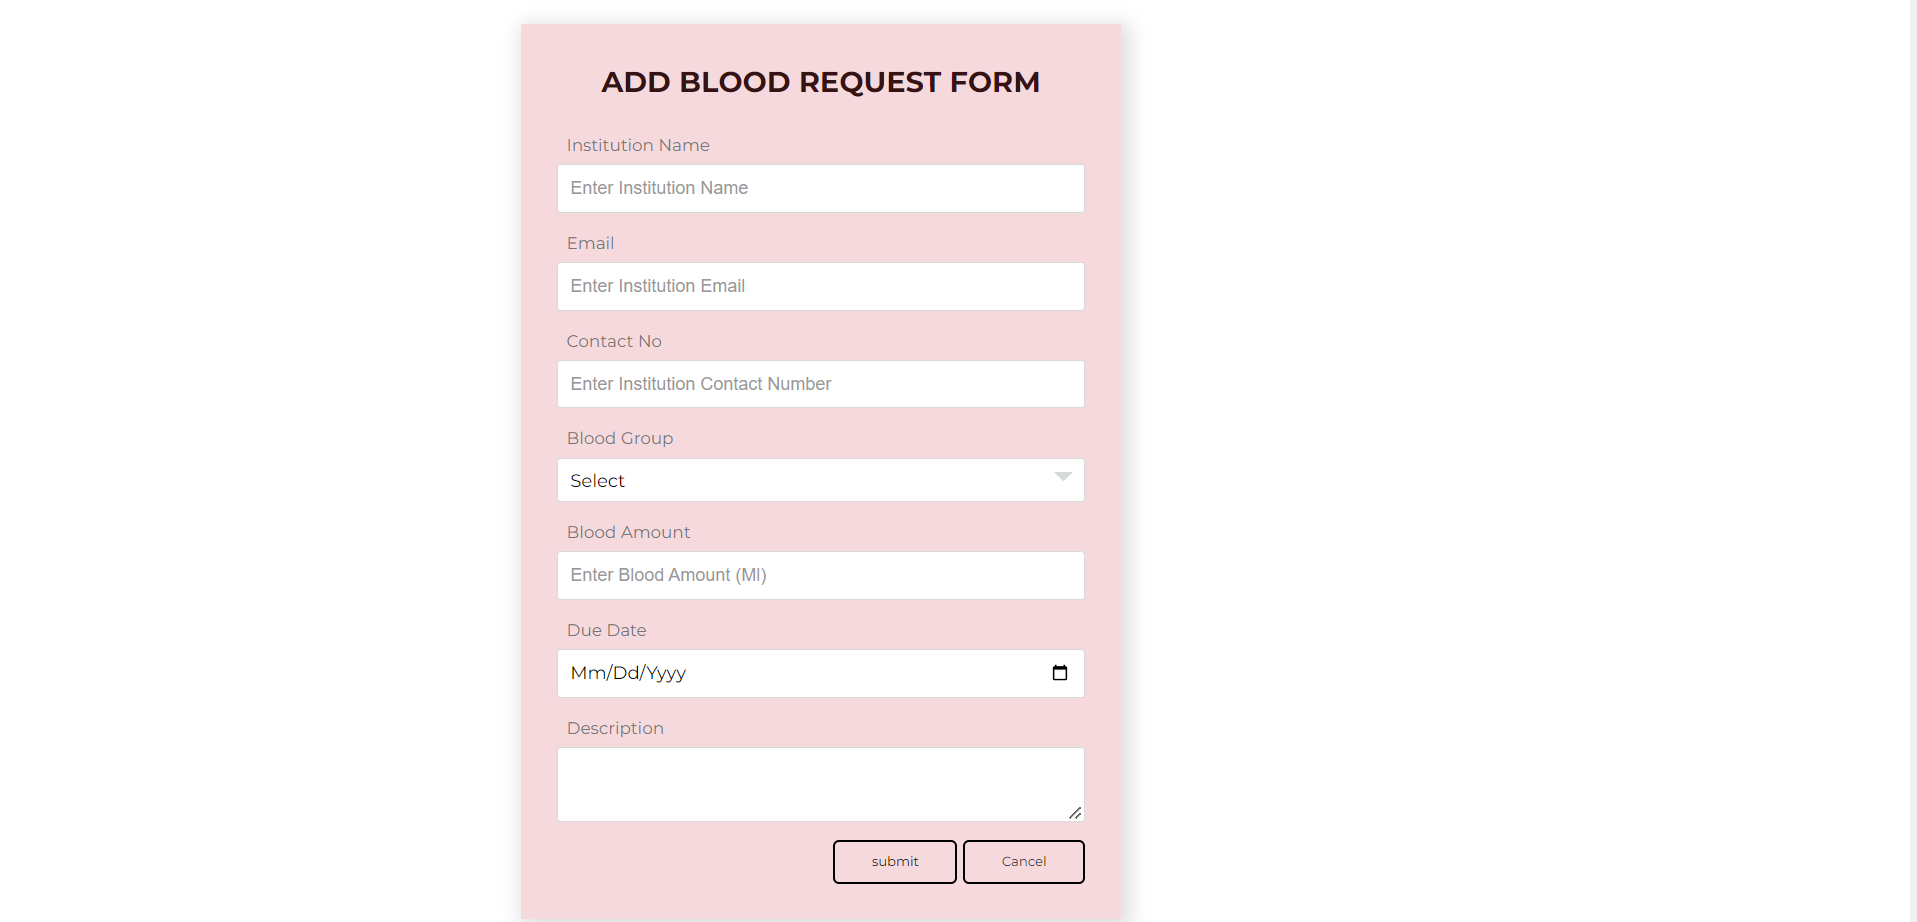 ADD BLOOD REQUEST FORM
Institution Name
Enter Institution Name
Email
Enter Institution Email
Contact No
Enter Institution Contact Number
Blood Group
Select
Blood Amount
Enter Blood Amount (Ml)
Due Date
Mm/Dd/Yyyy
Description
submit Cancel